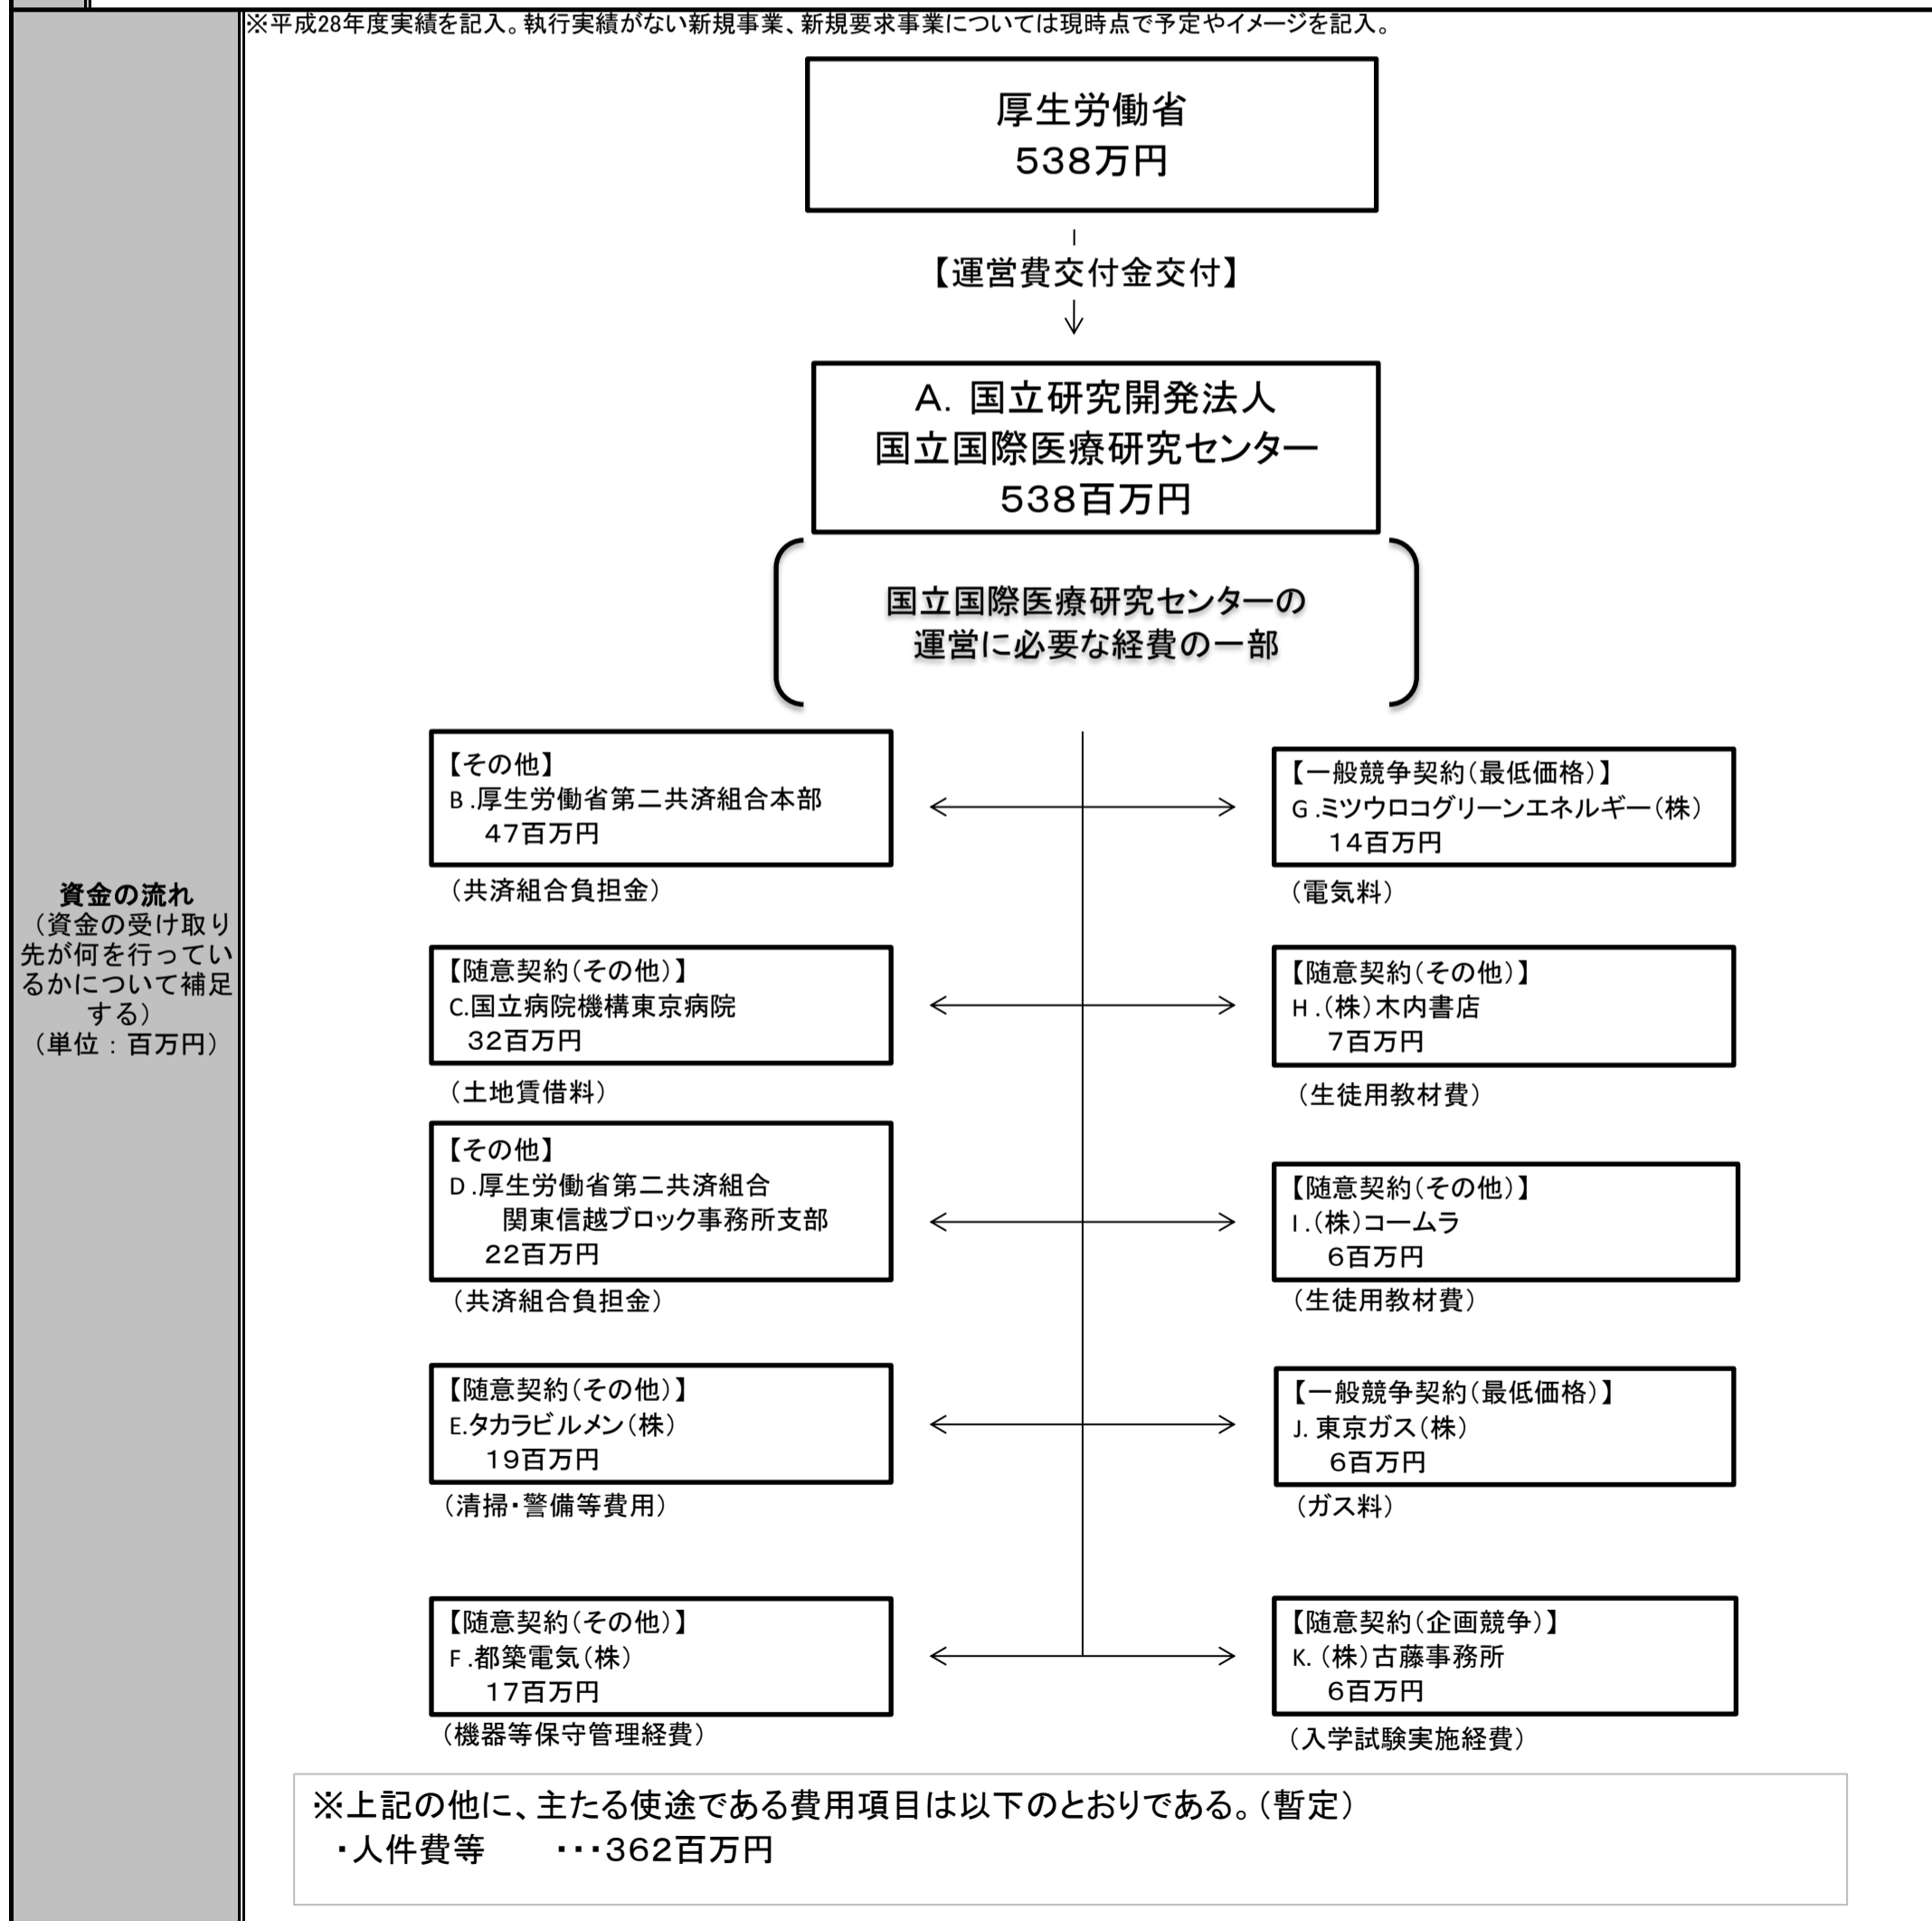 ※平成28年度実績を記入。執行実績がない新規事業、新規要求事業については現時点で予定やイメージを記入。
資金の流れ
（資金の受け取り
先が何を行ってい
るかについて補足
する）
（単位：百万円）
厚生労働省
５３８万円
【運営費交付金交付】
Ａ．国立研究開発法人
国立国際医療研究センター
５３８百万円
国立国際医療研究センターの
運営に必要な経費の一部
【その他】
B .厚生労働省第二共済組合本部
４７百万円
（共済組合負担金）
【随意契約（その他）】
C.国立病院機構東京病院
３２百万円
（土地賃借料）
【その他】
D .厚生労働省第二共済組合
関東信越ブロック事務所支部
２２百万円
（共済組合負担金）
【随意契約（その他）】
E.タカラビルメン（株）
１９百万円
（清掃・警備等費用）
【随意契約（その他）】
F .都築電気（株）
１７百万円
（機器等保守管理経費）
【一般競争契約（最低価格）】
G .ミツウロコグリーンエネルギー（株）
１４百万円
（電気料）
【随意契約（その他）】
H .（株）木内書店
７百万円
（生徒用教材費）
【随意契約（その他）】
I .（株）コームラ
６百万円
（生徒用教材費）
【一般競争契約（最低価格）】
J. 東京ガス（株）
６百万円
（ガス料）
【随意契約（企画競争）】
K. （株）古藤事務所
６百万円
（入学試験実施経費）
※上記の他に、主たる使途である費用項目は以下のとおりである。（暫定）
・人件費等　　・・・３６２百万円